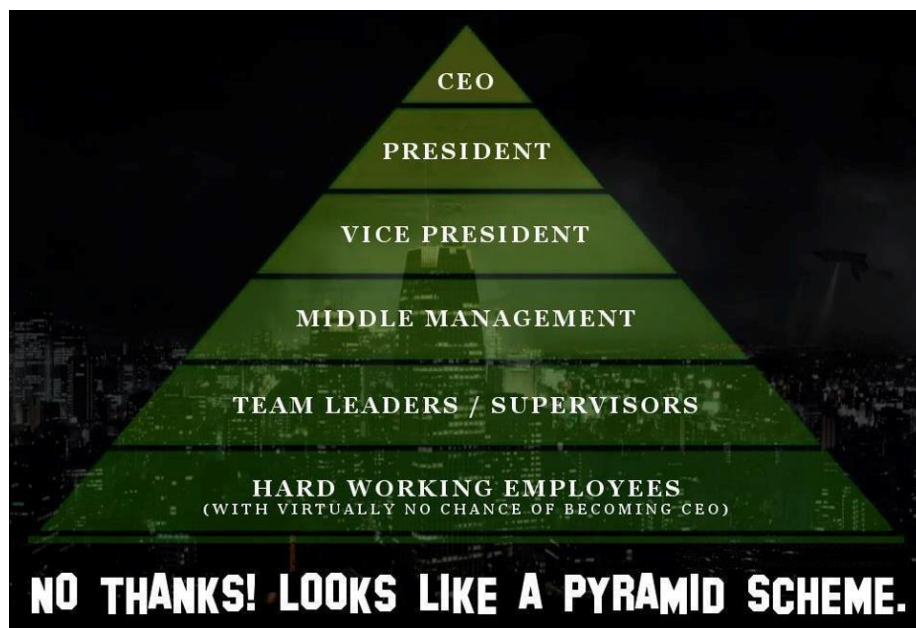 CEO
PRESIDENT
VICE PRESIDENT
MIDDLE MANAGEMENT
TEAM LEADERS / SUPERVISORS
HARD WORKING EMPLOYEES
(WITH VIRTUALLY NO CHANCE OF BECOMING CEO)
NO THANKS! LOOKS LIKE A PYRAMID SCHEME.